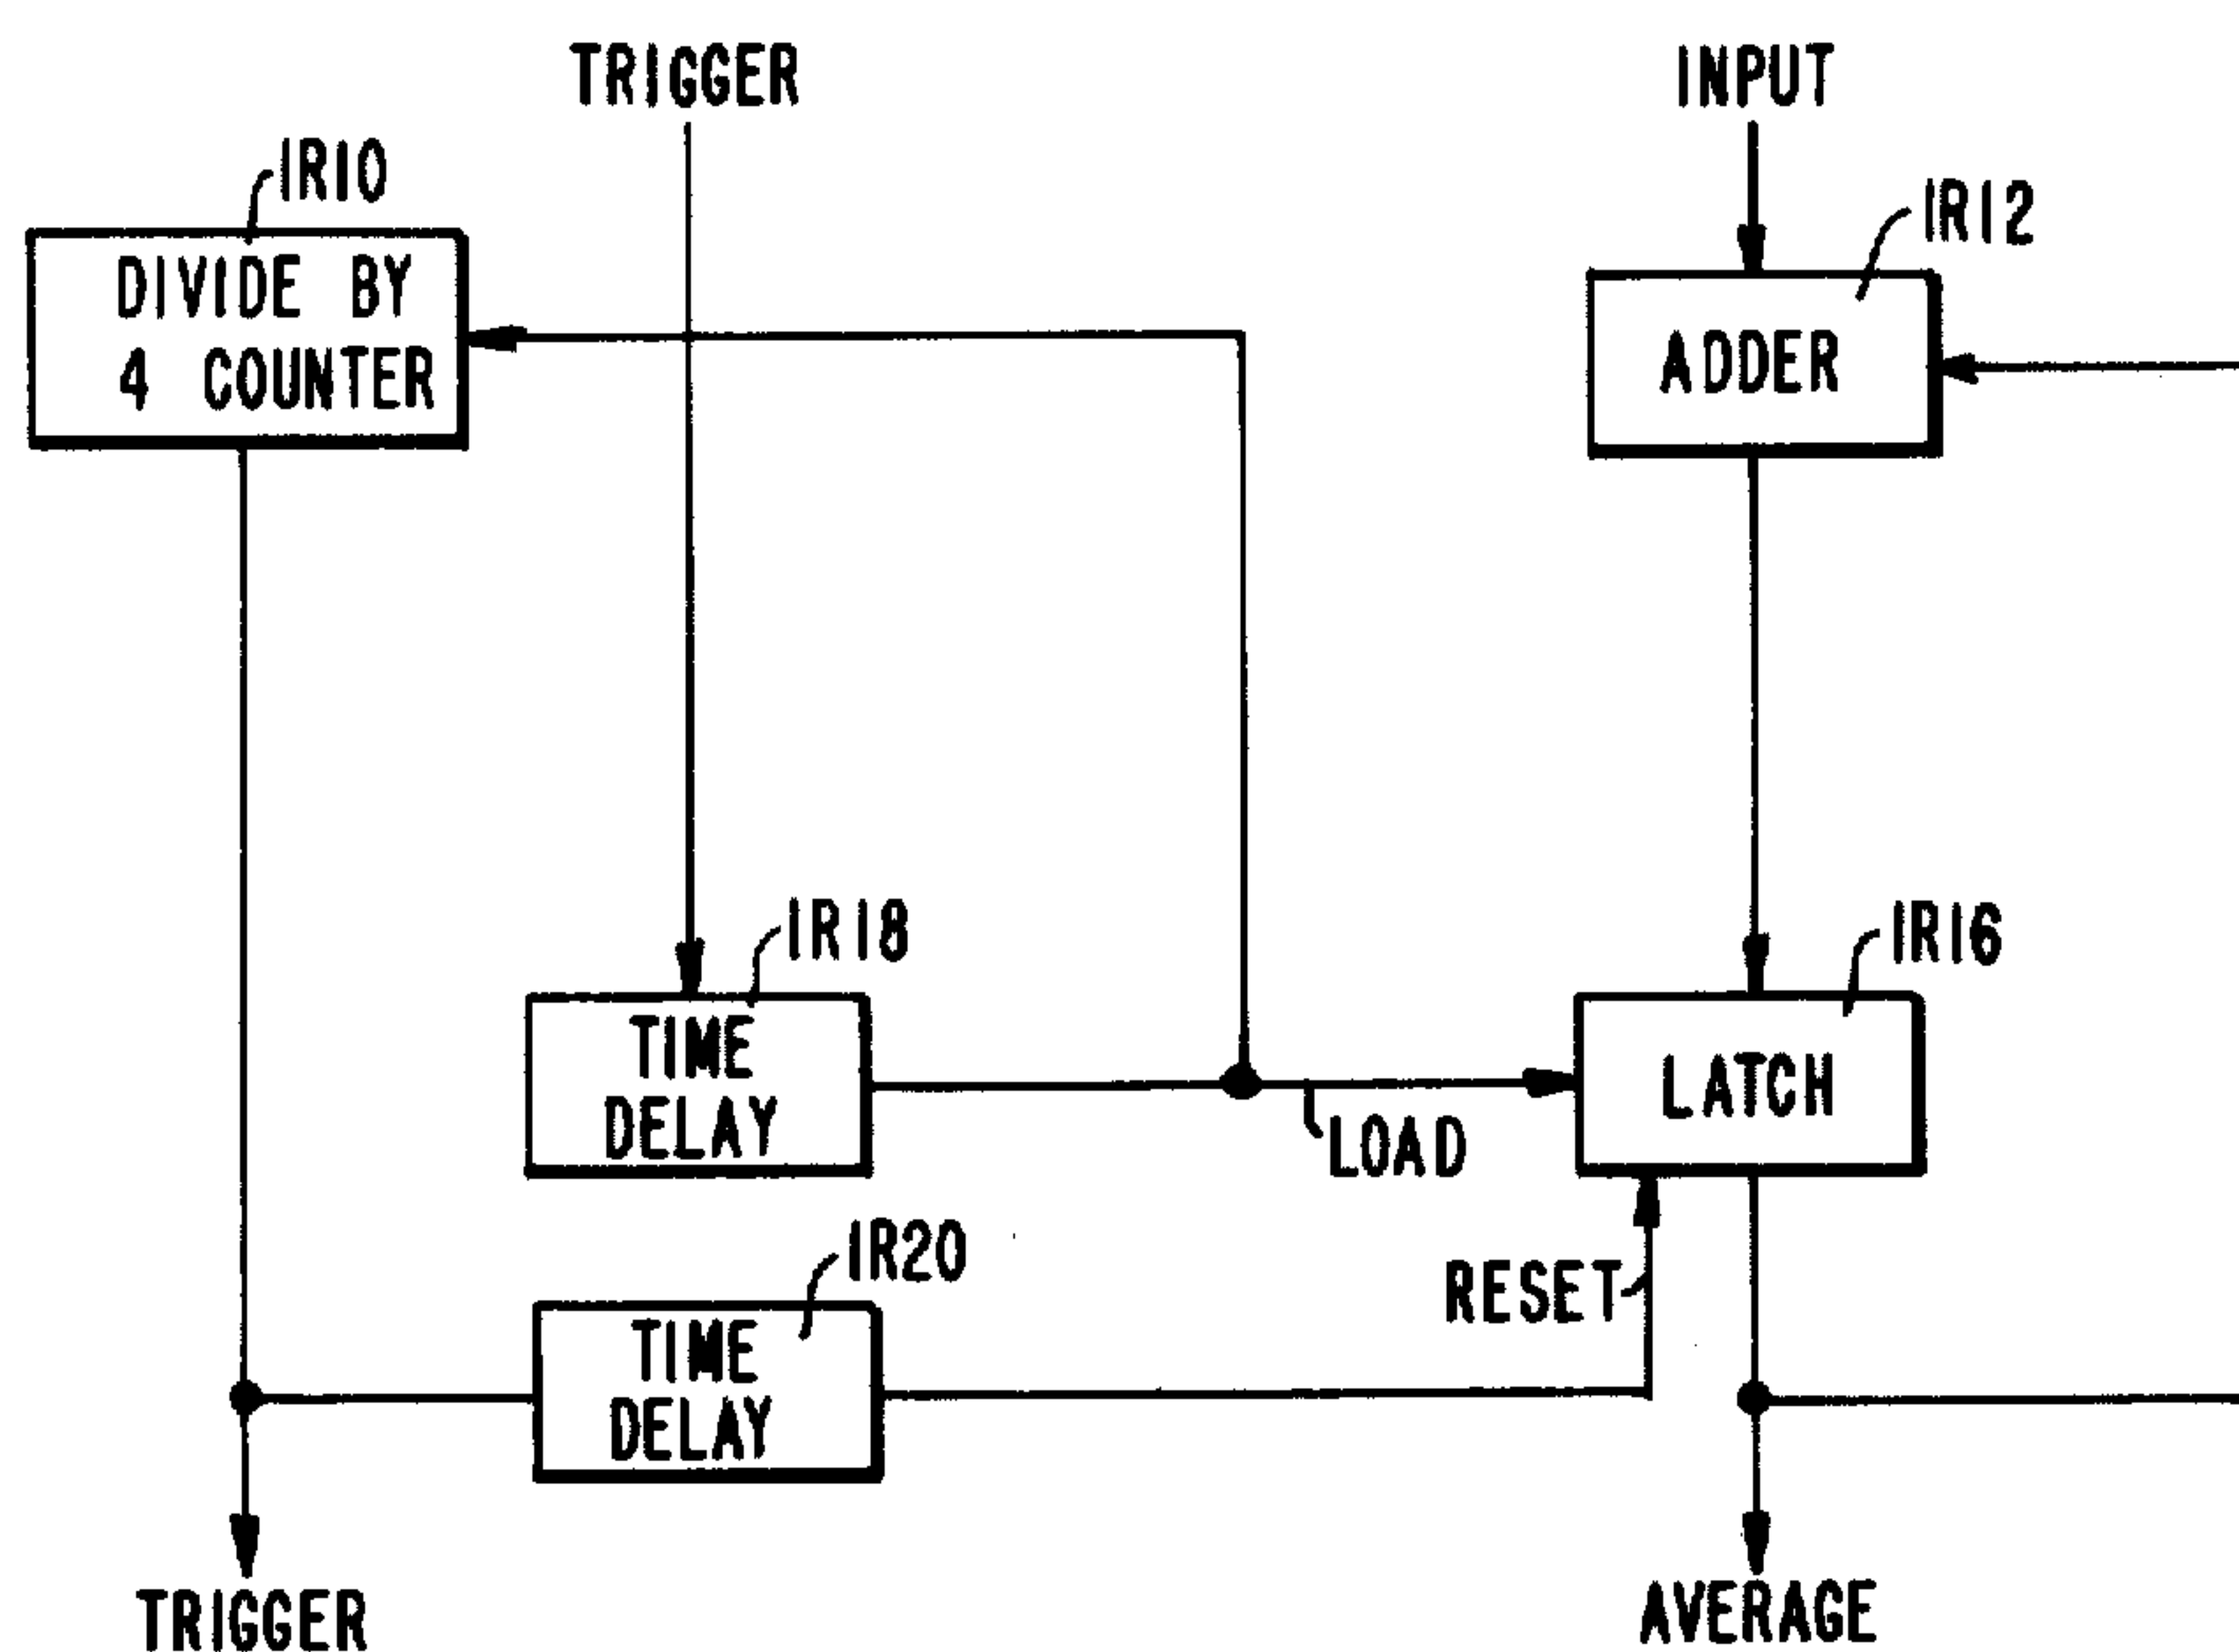 TRIGGER
INPUT
IR10
IR12
DIVIDE BY
4 COUNTER
ADDER
IR18
IR16
TIME
DELAY
LATCH
LOAD
IR20
RESET
TIME
DELAY
TRIGGER
AVERAGE